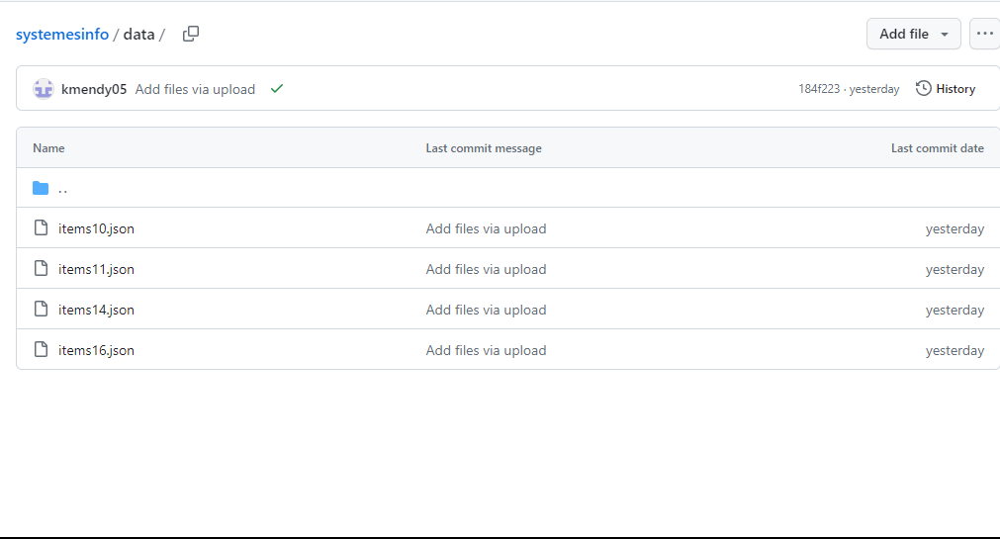 systemesinfo / data /
Add file
...
kmendy05 Add files via upload
184f223 · yesterday
History
Name Last commit message Last commit date
..
items10.json Add files via upload yesterday
items11.json Add files via upload yesterday
items14.json Add files via upload yesterday
items16.json Add files via upload yesterday